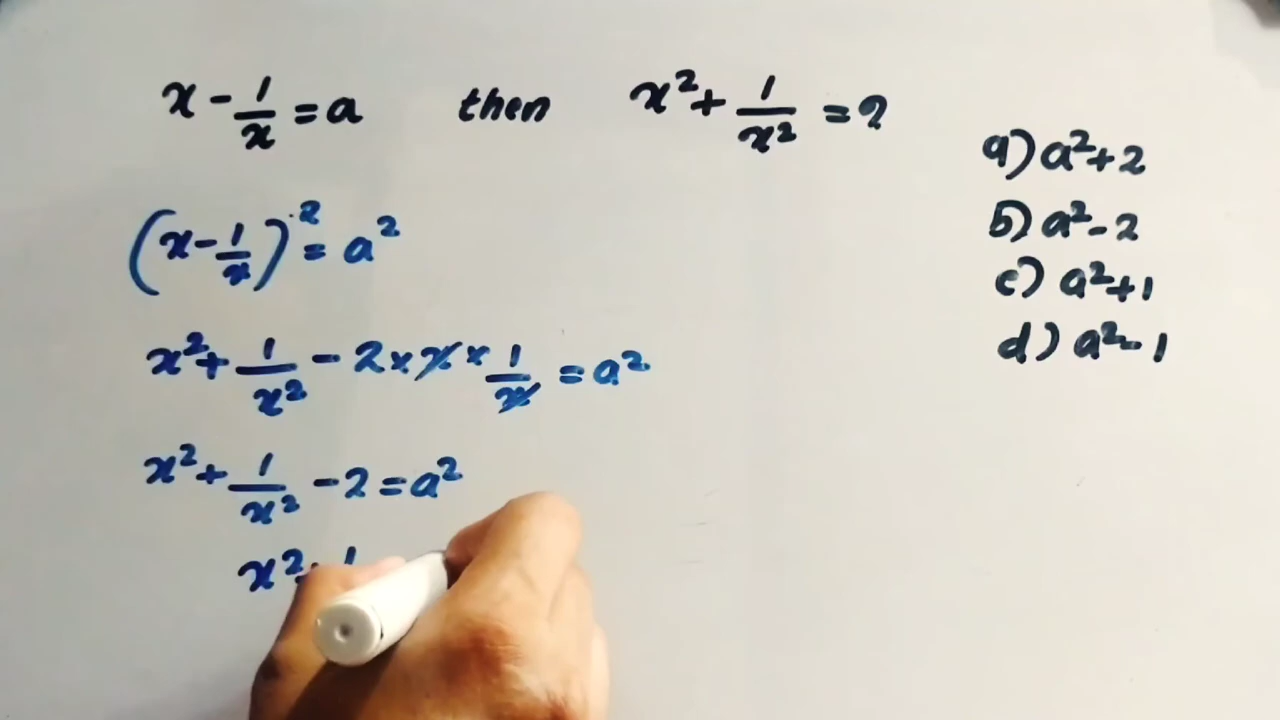 x - 1/x = a then x² + 1/x² = ?
a) a² + 2
b) a² - 2
c) a² + 1
d) a² - 1
(x - 1/x)² = a²
x² + 1/x² - 2 × x × 1/x = a²
x² + 1/x² - 2 = a²
x² + 1